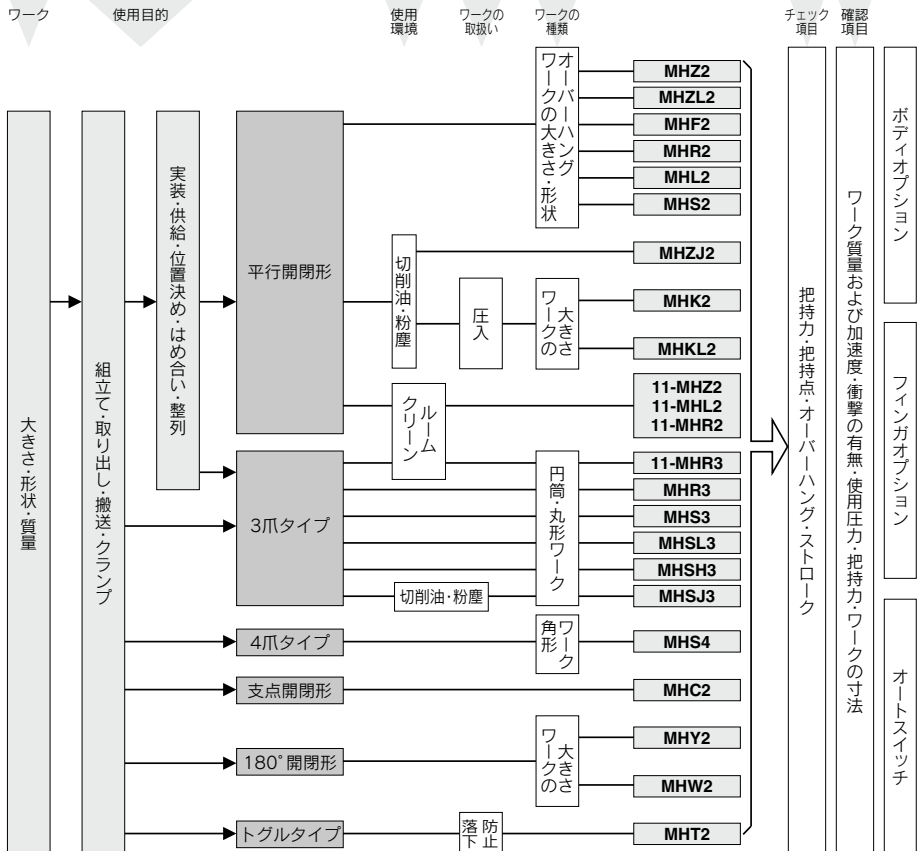 ワーク
使用目的
使用
環境
ワークの
取扱い
ワークの
種類
チェック
項目
確認
項目
大きさ・形状・質量
組立て・取り出し・搬送・クランプ
実装・供給・位置決め・はめ合い・整列
平行開閉形
オーバーハング
ワークの大きさ・形状
MHZ2
MHZL2
MHF2
MHR2
MHL2
MHS2
切削油・粉塵
MHZJ2
圧入
ワークの
大きさ
MHK2
MHKL2
クリーン
ルーム
11-MHZ2
11-MHL2
11-MHR2
3爪タイプ
円筒・丸形ワーク
11-MHR3
MHR3
MHS3
MHSL3
MHSH3
切削油・粉塵
MHSJ3
4爪タイプ
角形
ワーク
MHS4
支点開閉形
MHC2
180°開閉形
ワークの
大きさ
MHY2
MHW2
トグルタイプ
落下
防止
MHT2
把持力・把持点・オーバーハング・ストローク
ワーク質量および加速度・衝撃の有無・使用圧力・把持力・ワークの寸法
ボディオプション
フィンガオプション
オートスイッチ